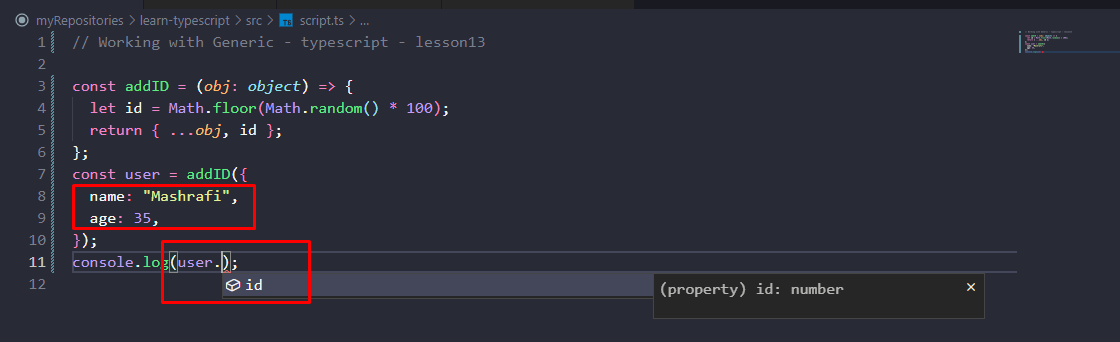 myRepositories > learn-typescript > src > TS script.ts > ...
1 // Working with Generic - typescript - lesson13
2
3 const addID = (obj: object) => {
4 let id = Math.floor(Math.random() * 100);
5 return { ...obj, id };
6 };
7 const user = addID({
8 name: "Mashrafi",
9 age: 35,
10 });
11 console.log(user.);
id
(property) id: number ×
12